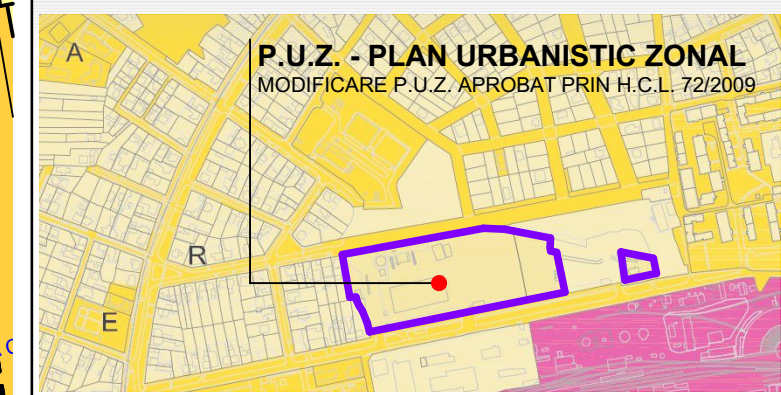 A
P.U.Z. - PLAN URBANISTIC ZONAL
MODIFICARE P.U.Z. APROBAT PRIN H.C.L. 72/2009
R
E